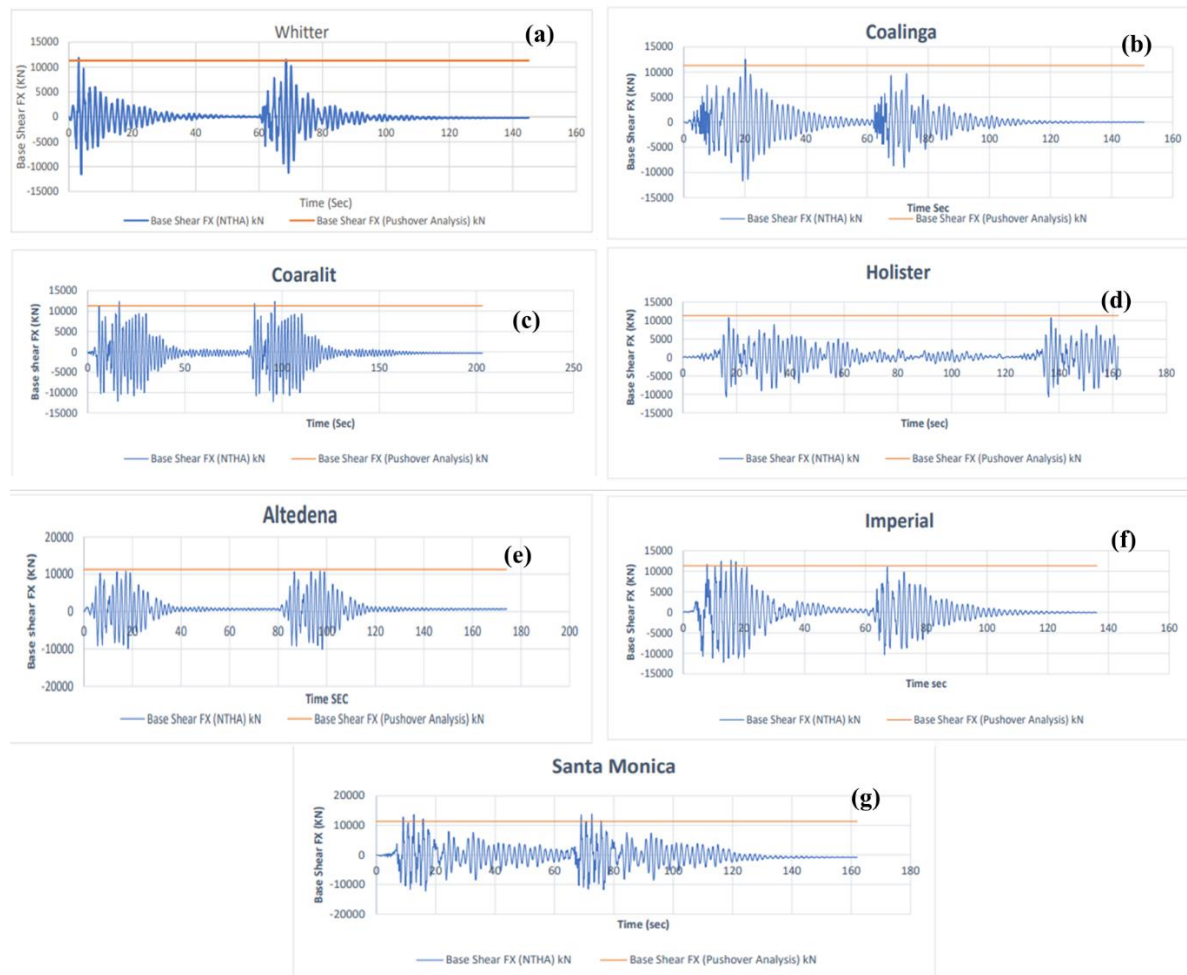 Whitter
(a)
Base Shear FX (KN)
15000
10000
5000
0
-5000
-10000
-15000
0 20 40 60 80 100 120 140 160
Time (Sec)
Base Shear FX (NTHA) kN Base Shear FX (Pushover Analysis) kN
Coalinga
(b)
Base Shear FX (KN)
15000
10000
5000
0
-5000
-10000
-15000
0 20 40 60 80 100 120 140 160
Time Sec
Base Shear FX (NTHA) kN Base Shear FX (Pushover Analysis) kN
Coaralit
(c)
Base shear FX (KN)
15000
10000
5000
0
-5000
-10000
-15000
0 50 100 150 200 250
Time (Sec)
Base Shear FX (NTHA) kN Base Shear FX (Pushover Analysis) kN
Holister
(d)
Base Shear FX (KN)
15000
10000
5000
0
-5000
-10000
-15000
0 20 40 60 80 100 120 140 160 180
Time (sec)
Base Shear FX (NTHA) kN Base Shear FX (Pushover Analysis) kN
Altedena
(e)
Base shear FX (KN)
20000
10000
0
-10000
-20000
0 20 40 60 80 100 120 140 160 180 200
Time SEC
Base Shear FX (NTHA) kN Base Shear FX (Pushover Analysis) kN
Imperial
(f)
Base Shear FX (KN)
15000
10000
5000
0
-5000
-10000
-15000
0 20 40 60 80 100 120 140 160
Time sec
Base Shear FX (NTHA) kN Base Shear FX (Pushover Analysis) kN
Santa Monica
(g)
Base Shear FX (KN)
20000
10000
0
-10000
-20000
0 20 40 60 80 100 120 140 160 180
Time (sec)
Base Shear FX (NTHA) kN Base Shear FX (Pushover Analysis) kN